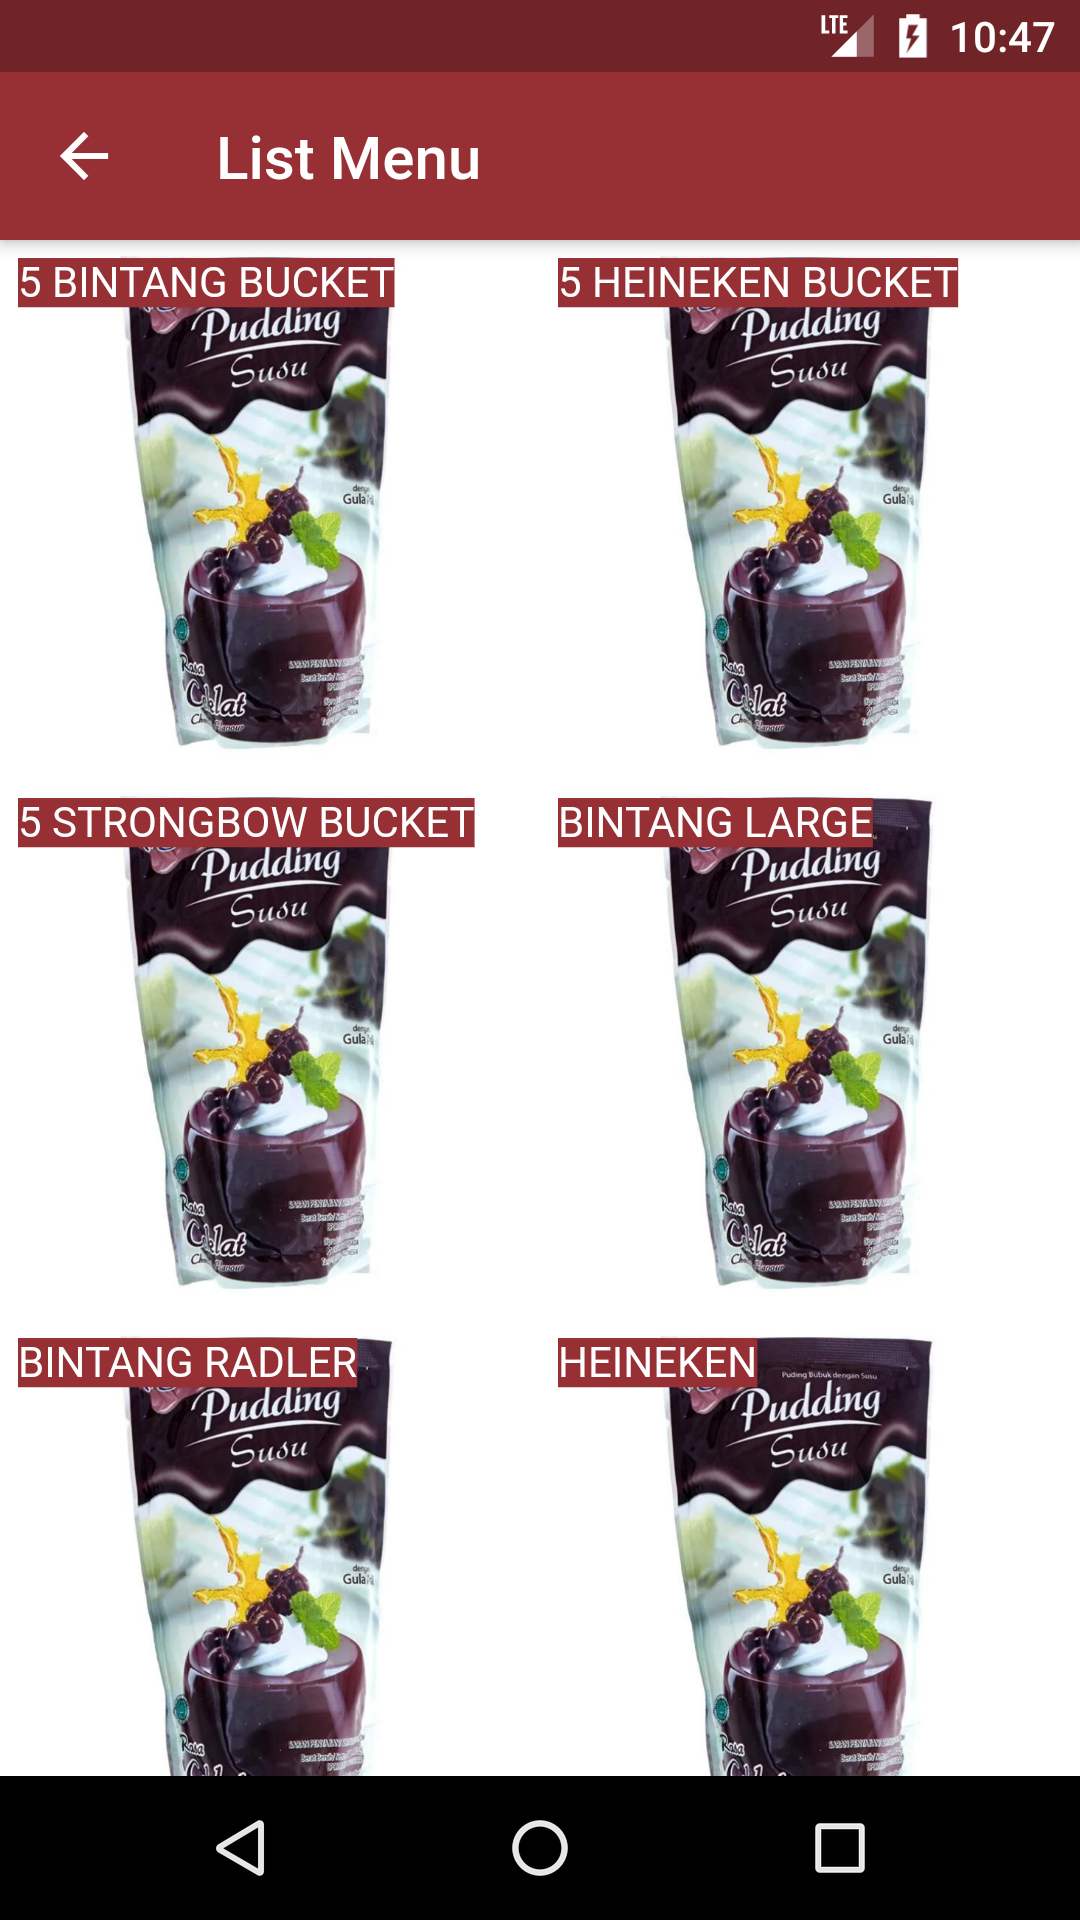 LTE 10:47
List Menu
5 BINTANG BUCKET
5 HEINEKEN BUCKET
Pudding
Susu
Gula
Rasa
Coklat
Pudding
Susu
Gula
Rasa
Coklat
5 STRONGBOW BUCKET
BINTANG LARGE
Pudding
Susu
Gula
Rasa
Coklat
Pudding
Susu
Gula
Rasa
Coklat
BINTANG RADLER
HEINEKEN
Pudding
Susu
Gula
Rasa
Puding Bubuk dengan Susu
Pudding
Susu
Gula
Rasa